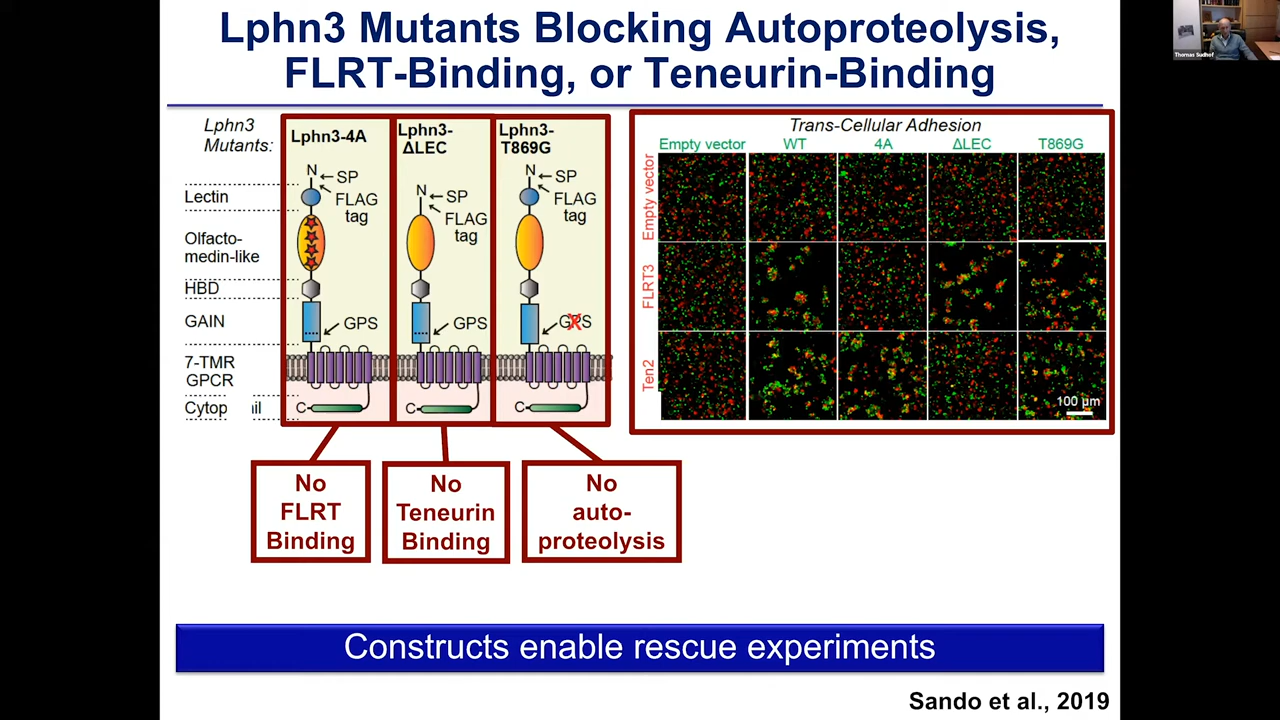 Lphn3 Mutants Blocking Autoproteolysis,
FLRT-Binding, or Teneurin-Binding
Thomas Sudhof
Lphn3
Mutants:
Lphn3-4A
Lphn3-
ΔLEC
Lphn3-
T869G
N
SP
FLAG
tag
N
SP
FLAG
tag
N
SP
FLAG
tag
Lectin
Olfacto-
medin-like
HBD
GAIN
GPS
GPS
GPS
7-TMR
GPCR
C
C
C
Trans-Cellular Adhesion
Empty vector WT 4A ΔLEC T869G
Empty vector
FLRT3
Ten2
100 µm
No
FLRT
Binding
No
Teneurin
Binding
No
auto-
proteolysis
Constructs enable rescue experiments
Sando et al., 2019